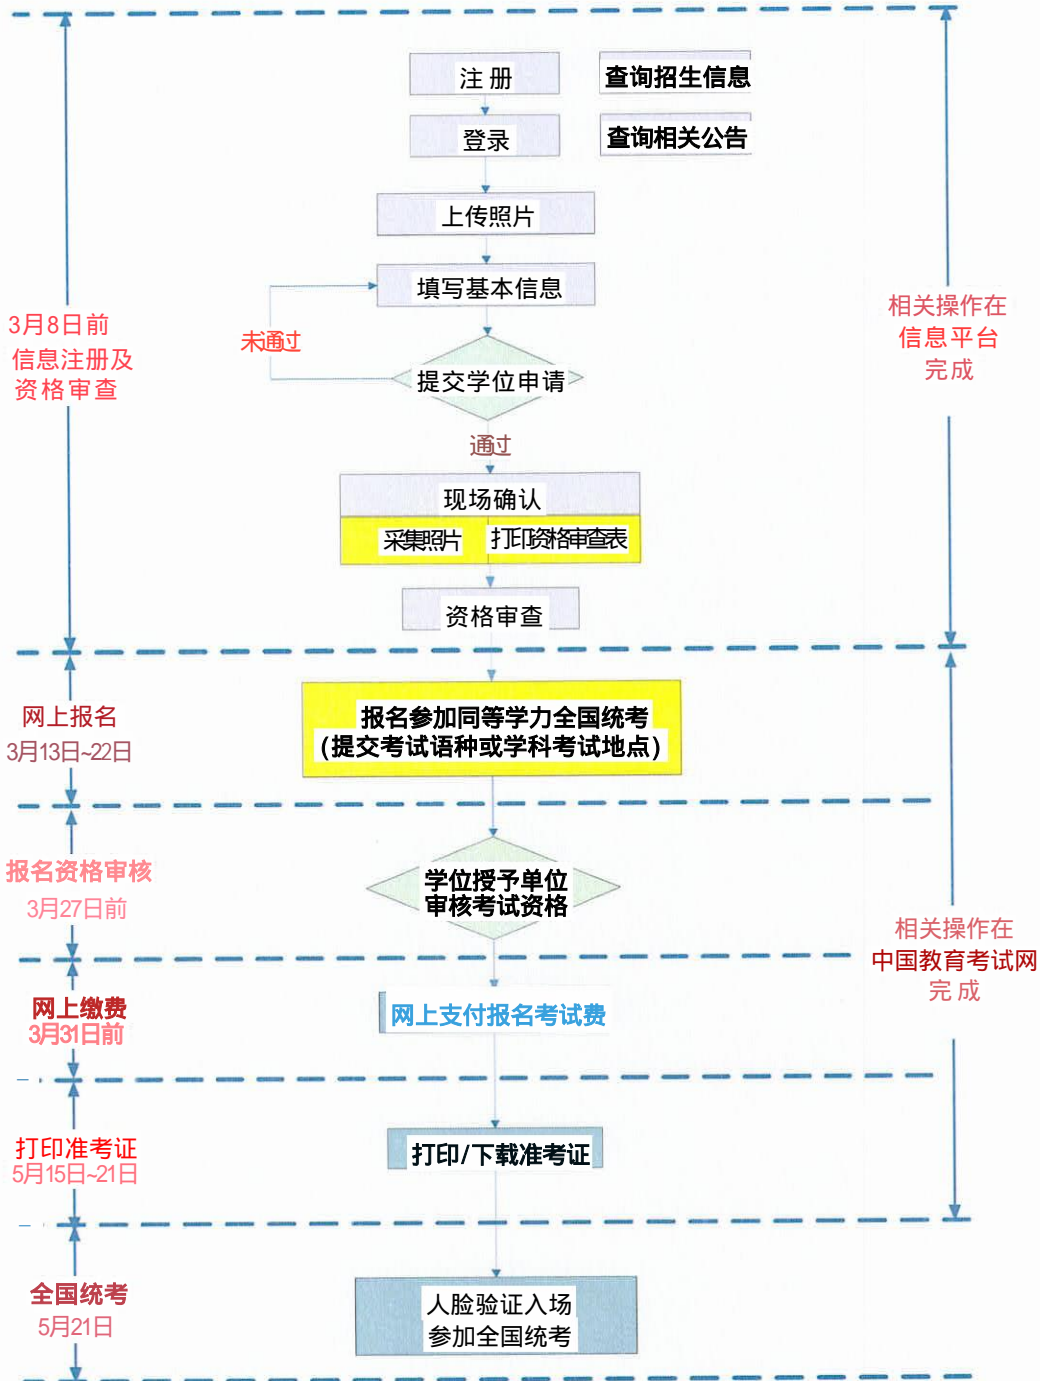 注 册
查询招生信息
登录
查询相关公告
上传照片
填写基本信息
未通过
提交学位申请
通过
现场确认
采集照片 打印资格审查表
资格审查
3月8日前
信息注册及
资格审查
相关操作在
信息平台
完成
网上报名
3月13日~22日
报名参加同等学力全国统考
(提交考试语种或学科考试地点)
报名资格审核
3月27日前
学位授予单位
审核考试资格
相关操作在
中国教育考试网
完成
网上缴费
3月31日前
网上支付报名考试费
打印准考证
5月15日~21日
打印/下载准考证
全国统考
5月21日
人脸验证入场
参加全国统考